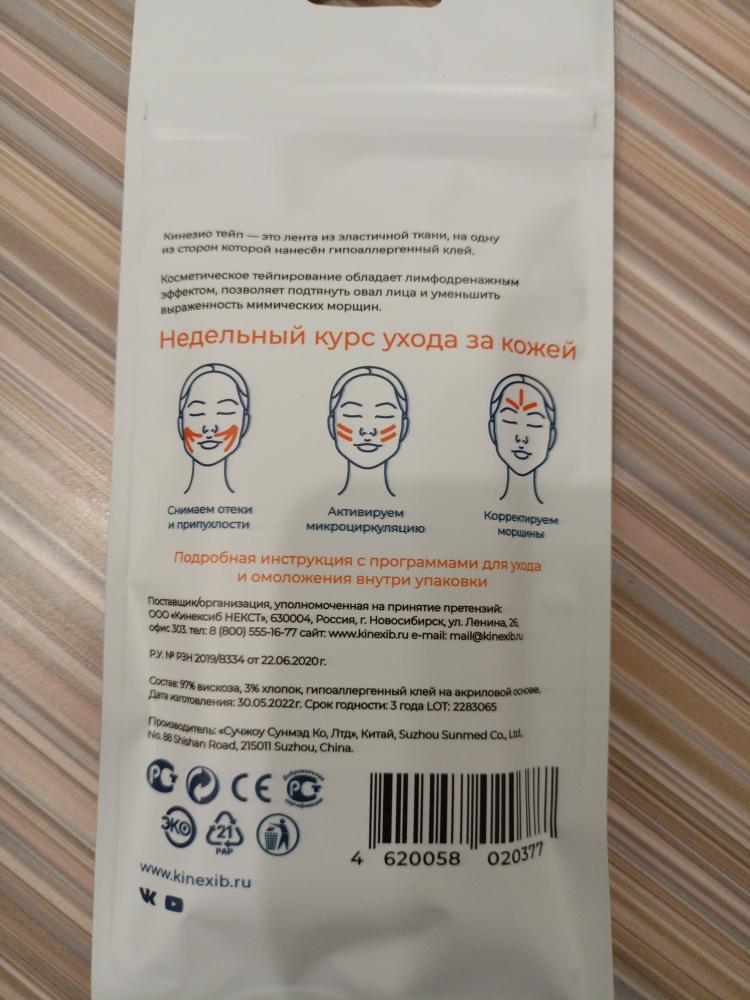 Кинезио тейп — это лента из эластичной ткани, на одну
из сторон которой нанесён гипоаллергенный клей.
Косметическое тейпирование обладает лимфодренажным
эффектом, позволяет подтянуть овал лица и уменьшить
выраженность мимических морщин.
Недельный курс ухода за кожей
Снимаем отеки
и припухлости
Активируем
микроциркуляцию
Корректируем
морщины
Подробная инструкция с программами для ухода
и омоложения внутри упаковки
Поставщик/организация, уполномоченная на принятие претензий:
ООО «Кинексиб НЕКСТ», 630004, Россия, г. Новосибирск, ул. Ленина, 26,
офис 303. тел: 8 (800) 555-16-77 сайт: www.kinexib.ru e-mail: mail@kinexib.ru
Р.У. № РЗН 2019/8334 от 22.06.2020 г.
Состав: 97% вискоза, 3% хлопок, гипоаллергенный клей на акриловой основе.
Дата изготовления: 30.05.2022г. Срок годности: 3 года LOT: 2283065
Производитель: «Сучжоу Сунмэд Ко, Лтд», Китай, Suzhou Sunmed Co., Ltd.
No. 88 Shishan Road, 215011 Suzhou, China.
РСТ
CE
Добровольная
РСТ
сертификация
ЭКО
21
PAP
4 620058 020377
www.kinexib.ru